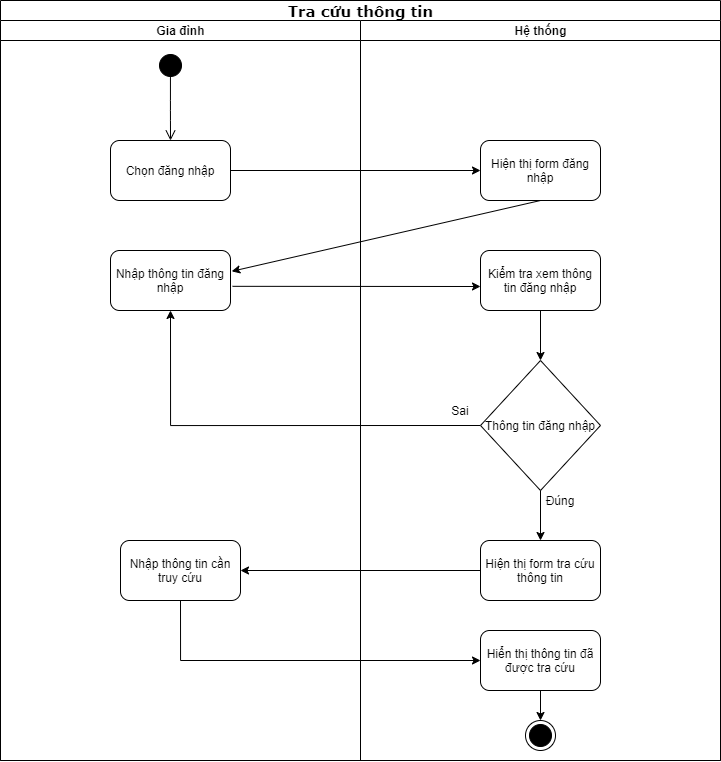 Tra cứu thông tin
Gia đình
Hệ thống
Chọn đăng nhập
Hiện thị form đăng
nhập
Nhập thông tin đăng
nhập
Kiểm tra xem thông
tin đăng nhập
Sai
Thông tin đăng nhập
Đúng
Nhập thông tin cần
truy cứu
Hiện thị form tra cứu
thông tin
Hiển thị thông tin đã
được tra cứu